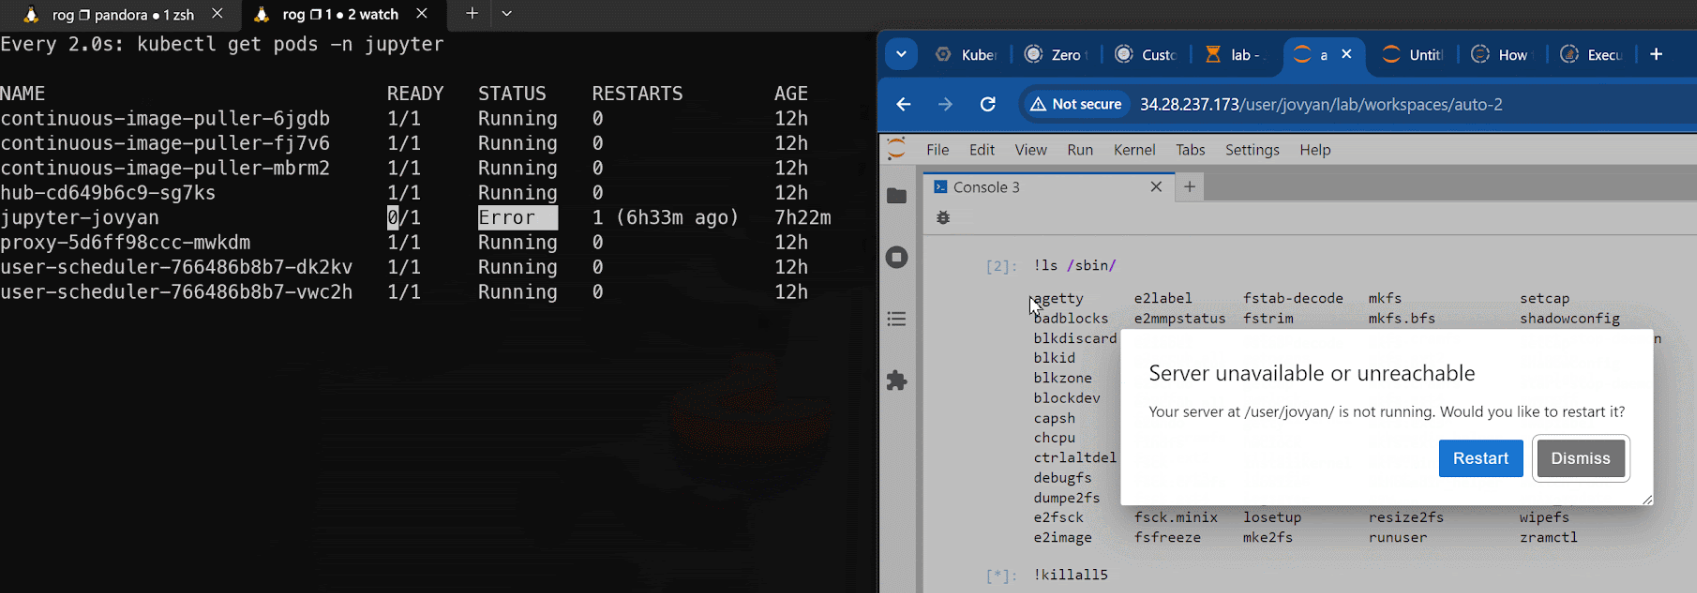 rog pandora ● 1 zsh
rog 1 ● 2 watch
Every 2.0s: kubectl get pods -n jupyter
NAME READY STATUS RESTARTS AGE
continuous-image-puller-6jgdb 1/1 Running 0 12h
continuous-image-puller-fj7v6 1/1 Running 0 12h
continuous-image-puller-mbrm2 1/1 Running 0 12h
hub-cd649b6c9-sg7ks 1/1 Running 0 12h
jupyter-jovyan 0/1 Error 1 (6h33m ago) 7h22m
proxy-5d6ff98ccc-mwkdm 1/1 Running 0 12h
user-scheduler-766486b8b7-dk2kv 1/1 Running 0 12h
user-scheduler-766486b8b7-vwc2h 1/1 Running 0 12h
Kuber Zero Custo lab - a Untitl How Execu
Not secure 34.28.237.173/user/jovyan/lab/workspaces/auto-2
File Edit View Run Kernel Tabs Settings Help
Console 3
[2]: !ls /sbin/
agetty e2label fstab-decode mkfs setcap
badblocks e2mmpstatus fstrim mkfs.bfs shadowconfig
blkdiscard n
blkid
blkzone
blockdev
capsh
chcpu
ctrlaltdel
debugfs
dumpe2fs
e2fsck fsck.minix losetup resize2fs wipefs
e2image fsfreeze mke2fs runuser zramctl
[*]: !killall5
Server unavailable or unreachable
Your server at /user/jovyan/ is not running. Would you like to restart it?
Restart Dismiss